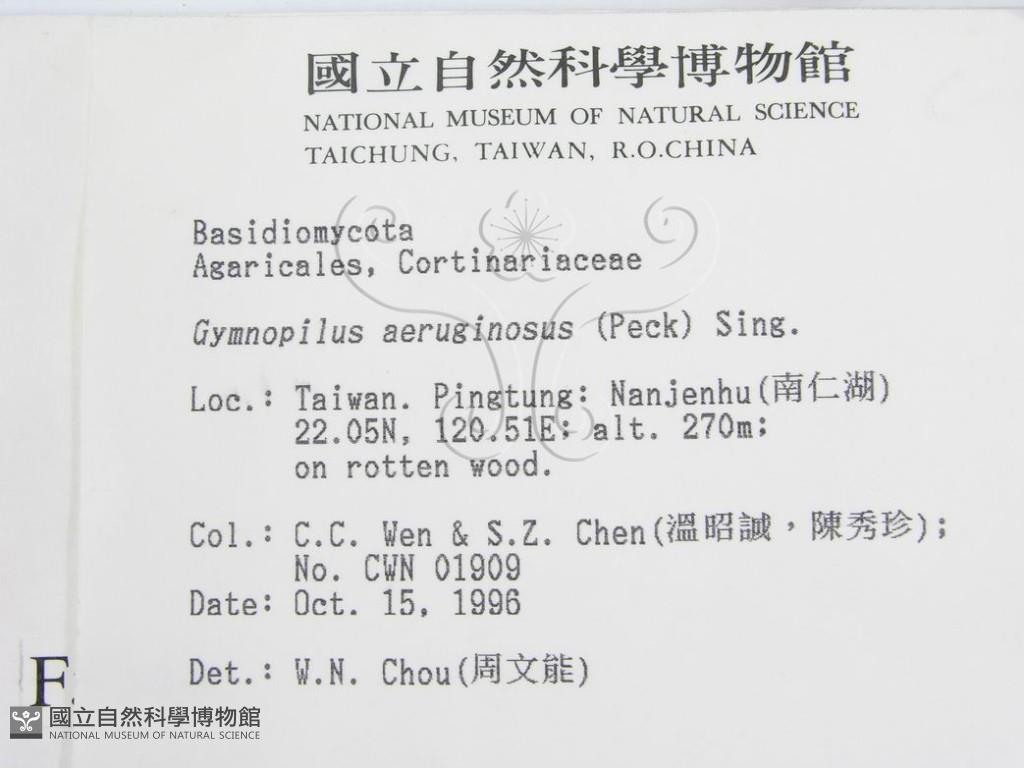 國立自然科學博物館
NATIONAL MUSEUM OF NATURAL SCIENCE
TAICHUNG, TAIWAN, R.O.CHINA
Basidiomycota
Agaricales, Cortinariaceae
Gymnopilus aeruginosus (Peck) Sing.
Loc.: Taiwan. Pingtung: Nanjenhu(南仁湖)
22.05N, 120.51E; alt. 270m;
on rotten wood.
Col.: C.C. Wen & S.Z. Chen(溫昭誠，陳秀珍);
No. CWN 01909
Date: Oct. 15, 1996
Det.: W.N. Chou(周文能)
F
國立自然科學博物館
NATIONAL MUSEUM OF NATURAL SCIENCE